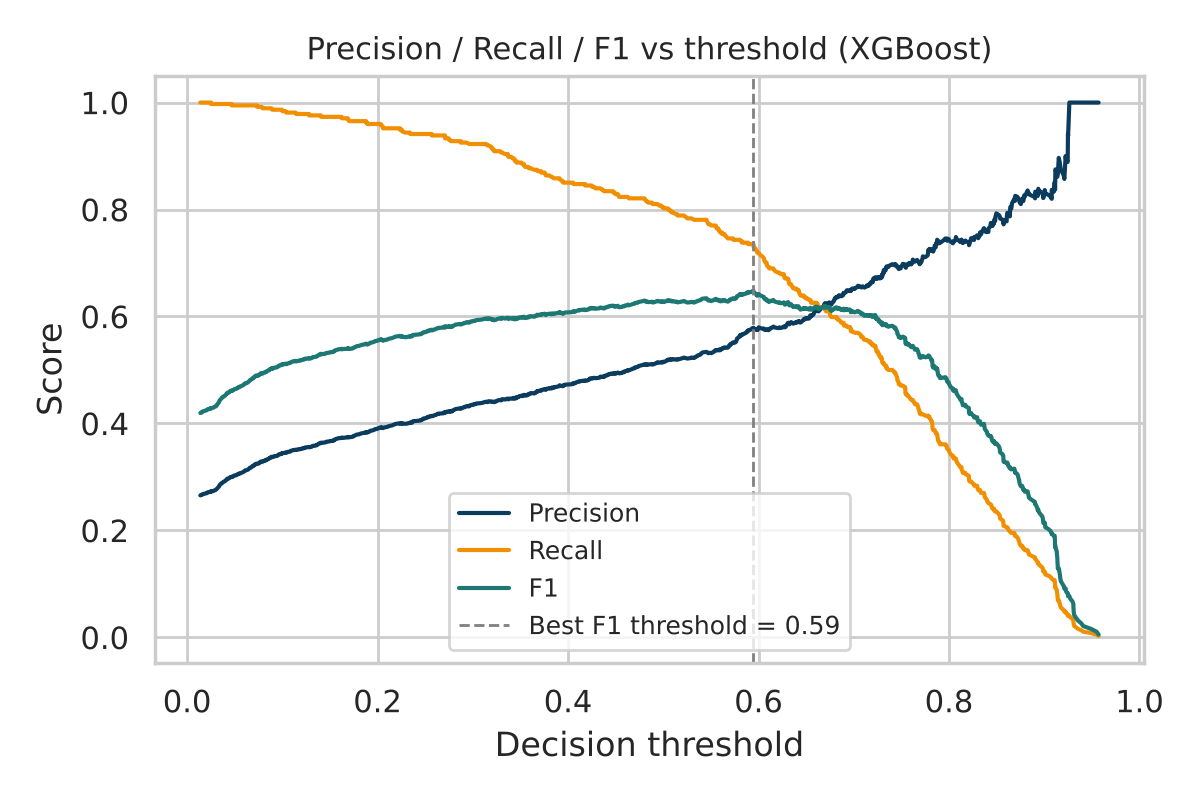 Precision / Recall / F1 vs threshold (XGBoost)
1.0
0.8
0.6
0.4
0.2
0.0
Score
Precision
Recall
F1
Best F1 threshold = 0.59
0.0 0.2 0.4 0.6 0.8 1.0
Decision threshold